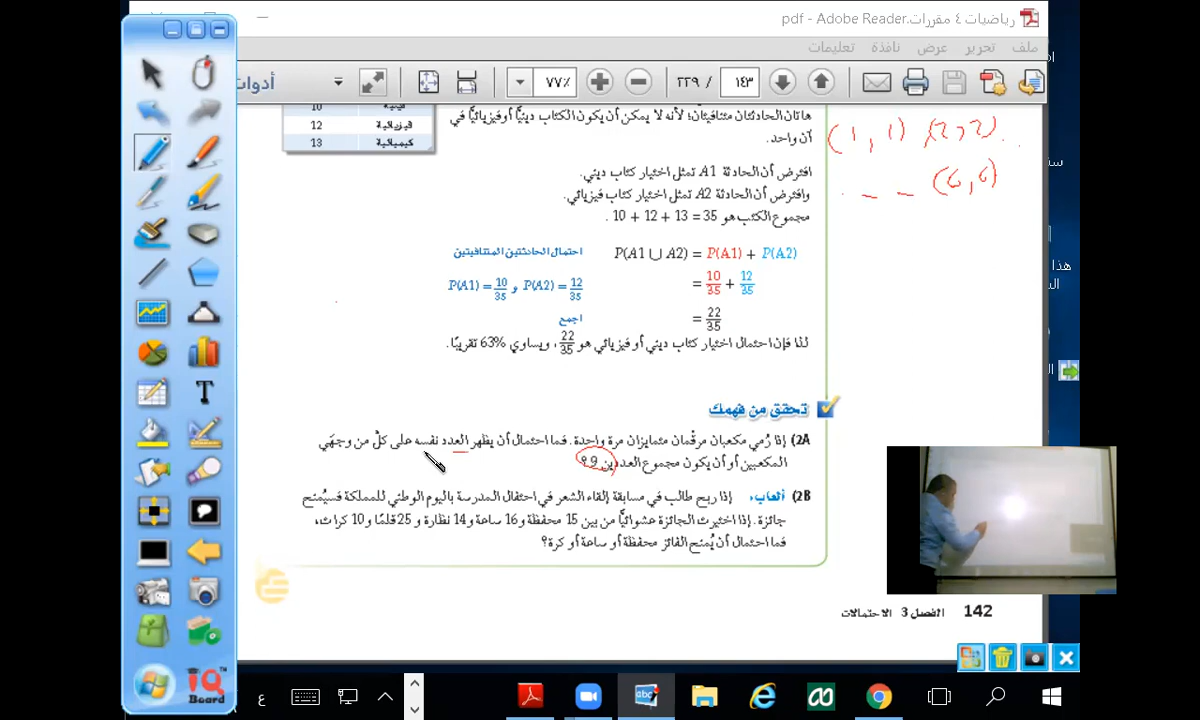 رياضيات ٤ مقررات.pdf - Adobe Reader
ملف تحرير عرض نافذة تعليمات
١٤٣ / ٢٢٩ ٧٧٪ أدوات
فيزيائية 12
كيميائية 13
هاتان الحادثتان متنافيتان؛ لأنه لا يمكن أن يكون الكتاب دينيًّا أو فيزيائيًّا في
آن واحد.
افترض أن الحادثة A1 تمثل اختيار كتاب ديني.
وافترض أن الحادثة A2 تمثل اختيار كتاب فيزيائي.
مجموع الكتب هو 35 = 13 + 12 + 10 .
احتمال الحادثتين المتنافيتين P(A1 ∪ A2) = P(A1) + P(A2)
P(A1) = 10/35 و P(A2) = 12/35 = 10/35 + 12/35
اجمع = 22/35
لذا فإن احتمال اختيار كتاب ديني أو فيزيائي هو 22/35، ويساوي 63% تقريبًا.
تحقق من فهمك
2A) إذا رُمي مكعبان مرقمان متمايزان مرة واحدة. فما احتمال أن يظهر العدد نفسه على كلٍّ من وجهَي
المكعبين أو أن يكون مجموع العددين 9؟
2B) ألعاب، إذا ربح طالب في مسابقة إلقاء الشعر في احتفال المدرسة باليوم الوطني للمملكة فسيُمنح
جائزة. إذا اختيرت الجائزة عشوائيًّا من بين 15 محفظة و16 ساعة و14 نظارة و25 قلمًا و10 كرات،
فما احتمال أن يُمنح الفائز محفظة أو ساعة أو كرة؟
142 الفصل 3 الاحتمالات
(1 , 1) (2 , 2)
(6 , 6)
هذا
IQ Board
ع
abc